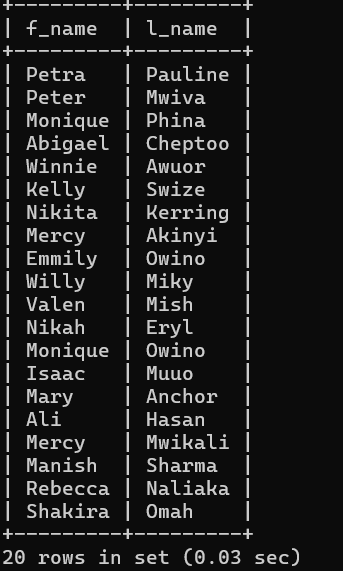 +----------+----------+
| f_name   | l_name   |
+----------+----------+
| Petra    | Pauline  |
| Peter    | Mwiva    |
| Monique  | Phina    |
| Abigael  | Cheptoo  |
| Winnie   | Awuor    |
| Kelly    | Swize    |
| Nikita   | Kerring  |
| Mercy    | Akinyi   |
| Emmily   | Owino    |
| Willy    | Miky     |
| Valen    | Mish     |
| Nikah    | Eryl     |
| Monique  | Owino    |
| Isaac    | Muuo     |
| Mary     | Anchor   |
| Ali      | Hasan    |
| Mercy    | Mwikali  |
| Manish   | Sharma   |
| Rebecca  | Naliaka  |
| Shakira  | Omah     |
+----------+----------+
20 rows in set (0.03 sec)